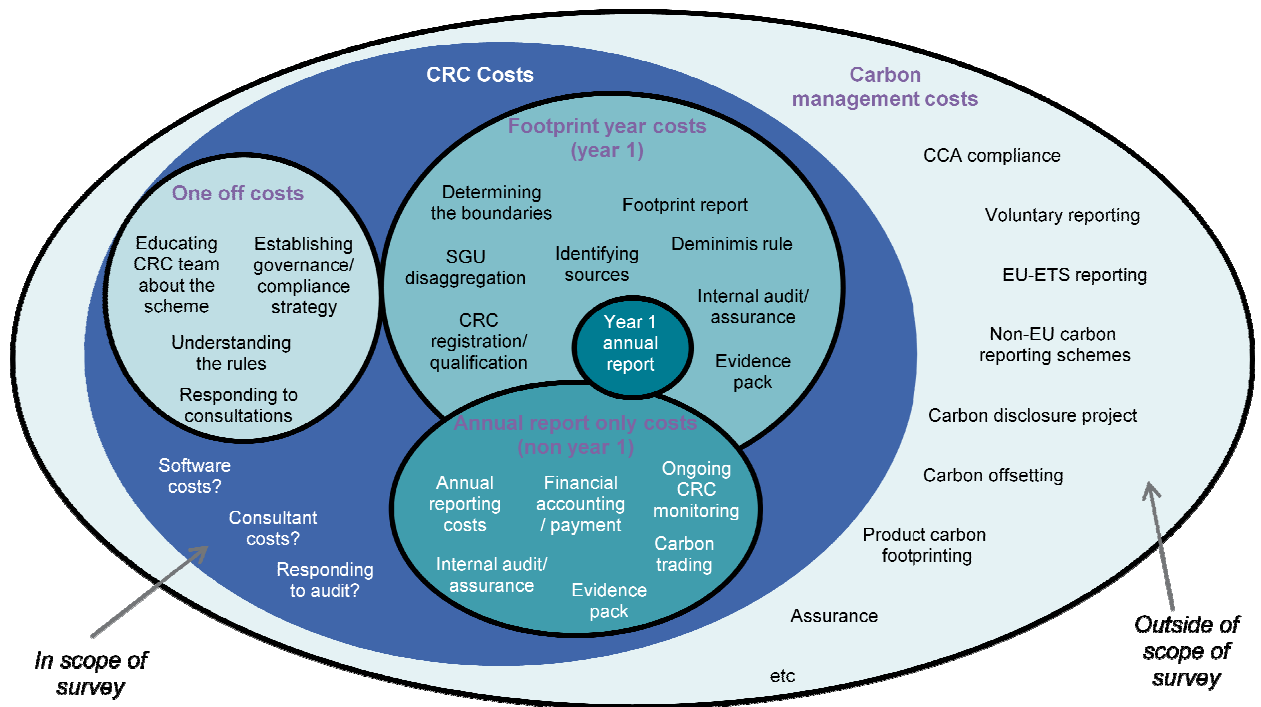 CRC Costs
Carbon
management costs
Footprint year costs
(year 1)
Determining
the boundaries
Footprint report
SGU
disaggregation
Identifying
sources
Deminimis rule
CRC
registration/
qualification
Internal audit/
assurance
Evidence
pack
Year 1
annual
report
One off costs
Educating
CRC team
about the
scheme
Establishing
governance/
compliance
strategy
Understanding
the rules
Responding to
consultations
Annual report only costs
(non year 1)
Annual
reporting
costs
Financial
accounting
/ payment
Ongoing
CRC
monitoring
Carbon
trading
Internal audit/
assurance
Evidence
pack
Software
costs?
Consultant
costs?
Responding
to audit?
In scope of
survey
CCA compliance
Voluntary reporting
EU-ETS reporting
Non-EU carbon
reporting schemes
Carbon disclosure project
Carbon offsetting
Product carbon
footprinting
Assurance
etc
Outside of
scope of
survey